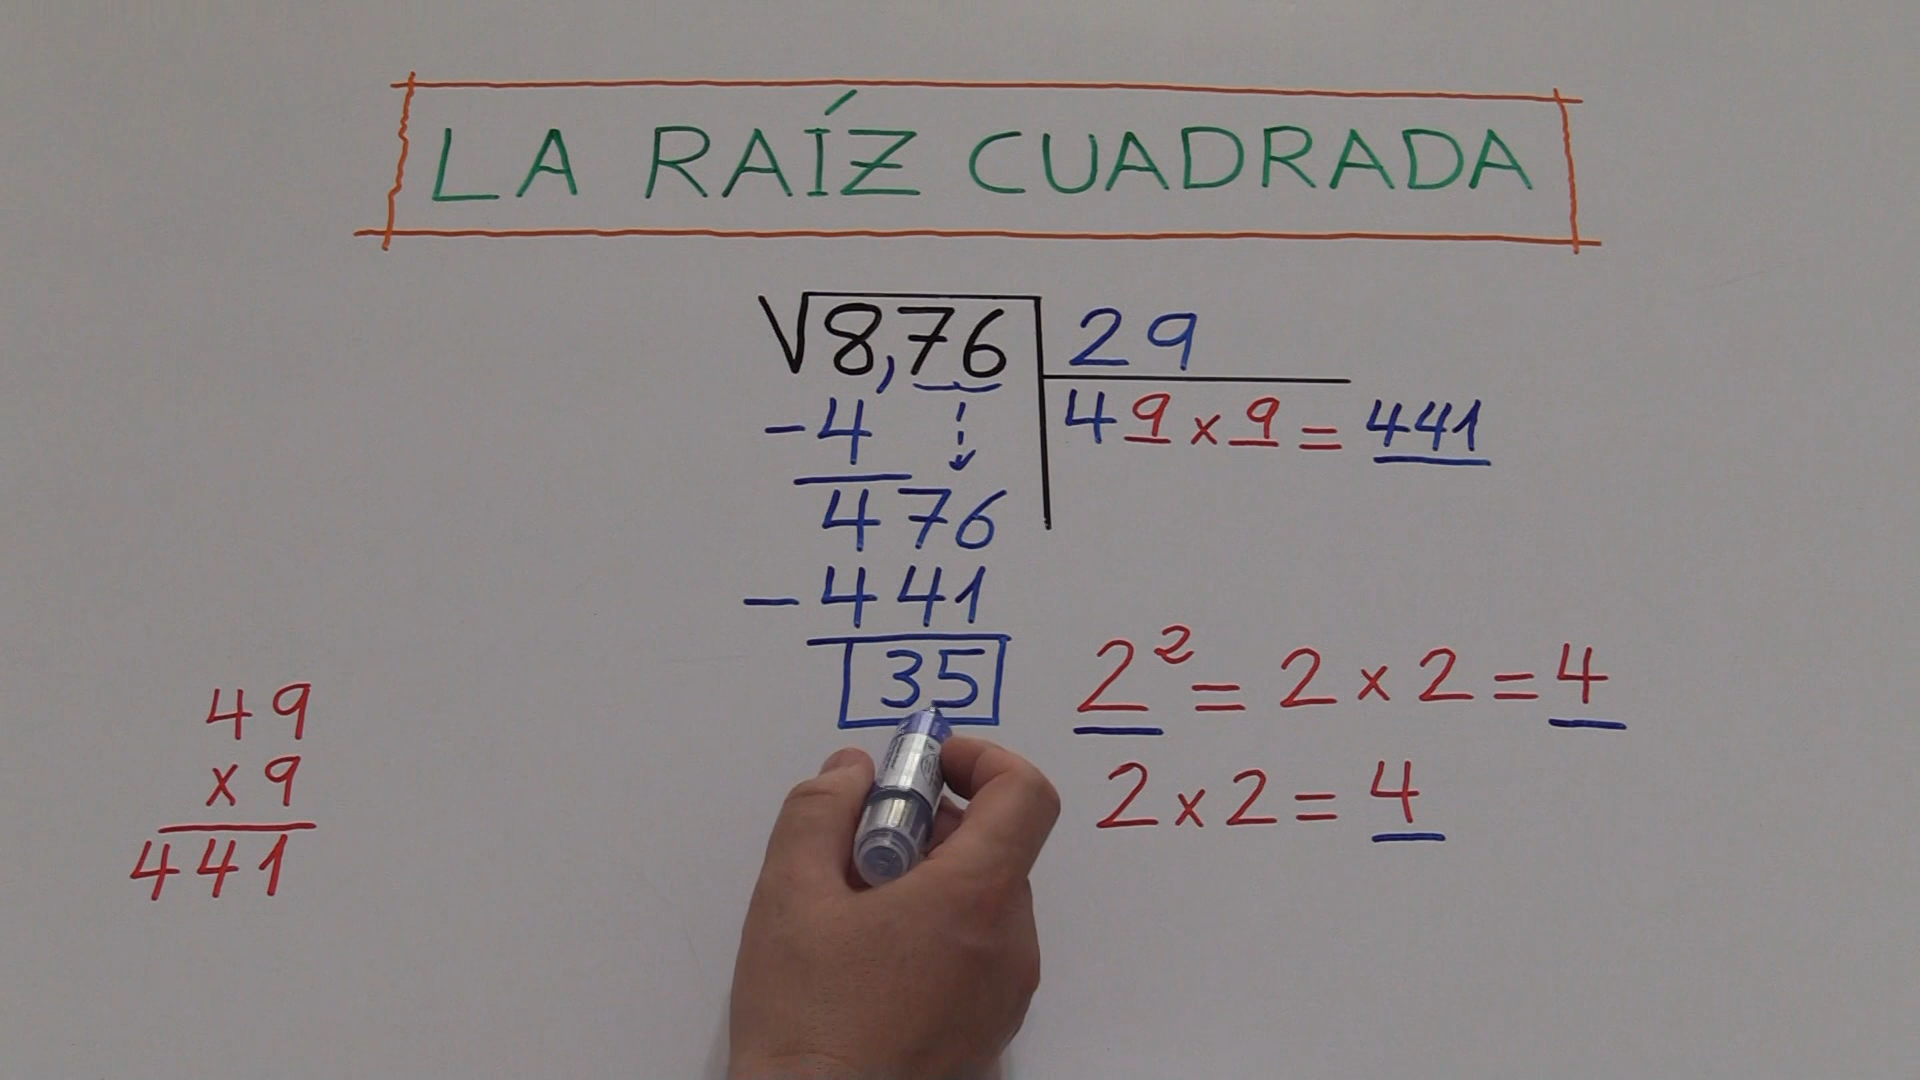 LA RAÍZ CUADRADA
√8,76 29
-4 49 x 9 = 441
476
-441
35
2² = 2 x 2 = 4
2 x 2 = 4
49
x 9
441